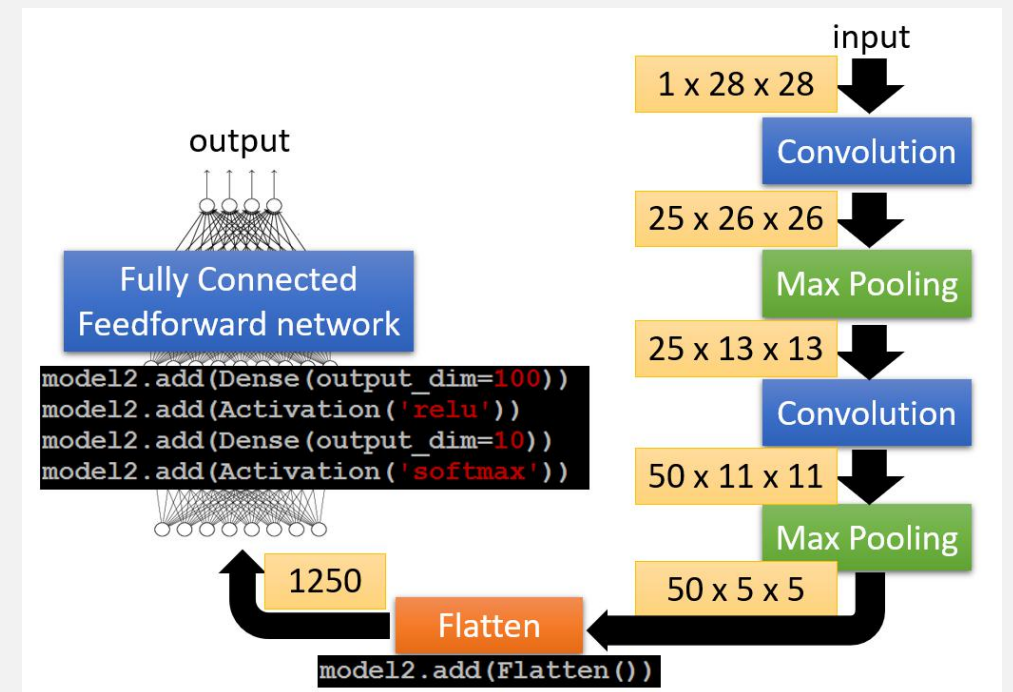 input
1 x 28 x 28
Convolution
25 x 26 x 26
Max Pooling
25 x 13 x 13
Convolution
50 x 11 x 11
Max Pooling
50 x 5 x 5
Flatten
model2.add(Flatten())
1250
output
Fully Connected
Feedforward network
model2.add(Dense(output_dim=100))
model2.add(Activation('relu'))
model2.add(Dense(output_dim=10))
model2.add(Activation('softmax'))